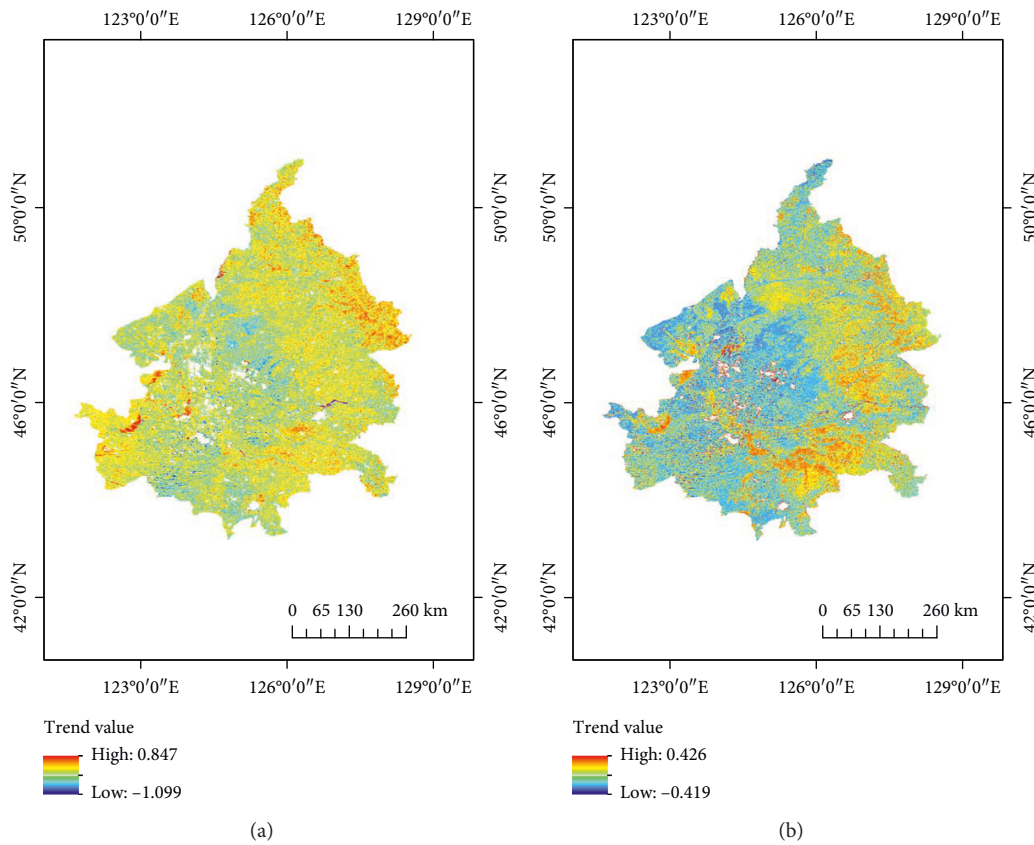 123°0′0″E 126°0′0″E 129°0′0″E
123°0′0″E 126°0′0″E 129°0′0″E
50°0′0″N 50°0′0″N 50°0′0″N
46°0′0″N 46°0′0″N 46°0′0″N
42°0′0″N 42°0′0″N 42°0′0″N
0 65 130 260 km
0 65 130 260 km
123°0′0″E 126°0′0″E 129°0′0″E
123°0′0″E 126°0′0″E 129°0′0″E
Trend value
High: 0.847
Low: –1.099
(a)
Trend value
High: 0.426
Low: –0.419
(b)